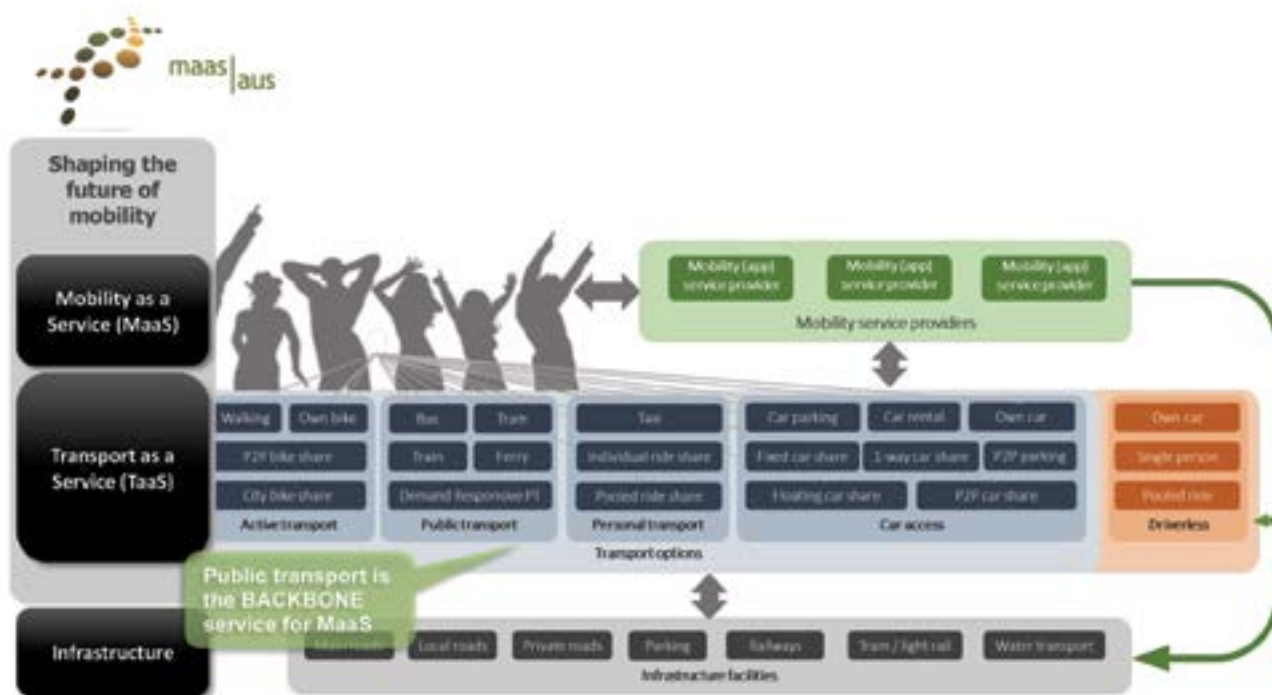 maas|aus
Shaping the
future of
mobility
Mobility as a
Service (MaaS)
Mobility (app)
service provider
Mobility (app)
service provider
Mobility (app)
service provider
Mobility service providers
Transport as a
Service (TaaS)
Walking
Own bike
P2P bike share
City bike share
Active transport
Bus
Train
Train
Ferry
Demand Responsive PT
Public transport
Taxi
Individual ride share
Pooled ride share
Personal transport
Car parking
Car rental
Own car
Fixed car share
1-way car share
P2P parking
Floating car share
P2P car share
Car access
Own car
Single person
Pooled ride
Driverless
Transport options
Public transport is
the BACKBONE
service for MaaS
Infrastructure
roads
Local roads
Private roads
Parking
Railways
Tram / light rail
Water transport
Infrastructure facilities